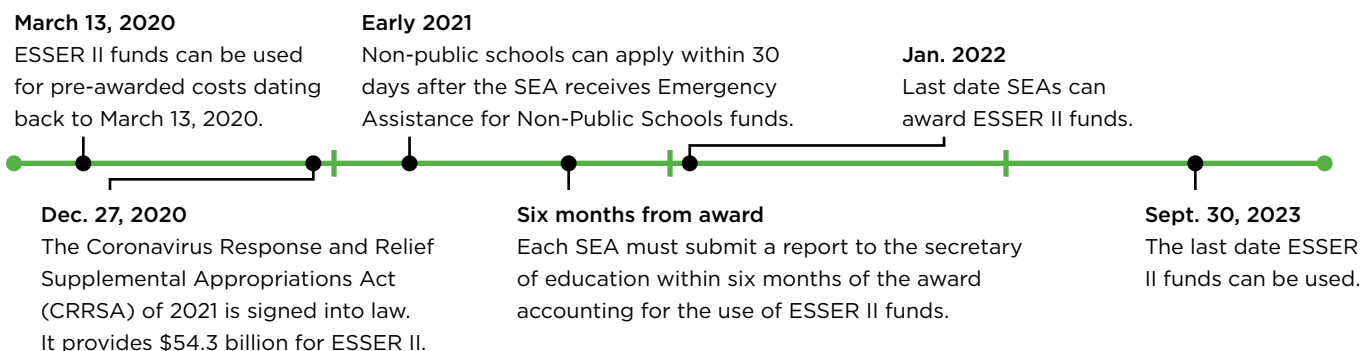 March 13, 2020
ESSER II funds can be used
for pre-awarded costs dating
back to March 13, 2020.
Early 2021
Non-public schools can apply within 30
days after the SEA receives Emergency
Assistance for Non-Public Schools funds.
Jan. 2022
Last date SEAs can
award ESSER II funds.
Dec. 27, 2020
The Coronavirus Response and Relief
Supplemental Appropriations Act
(CRRSA) of 2021 is signed into law.
It provides $54.3 billion for ESSER II.
Six months from award
Each SEA must submit a report to the secretary
of education within six months of the award
accounting for the use of ESSER II funds.
Sept. 30, 2023
The last date ESSER
II funds can be used.